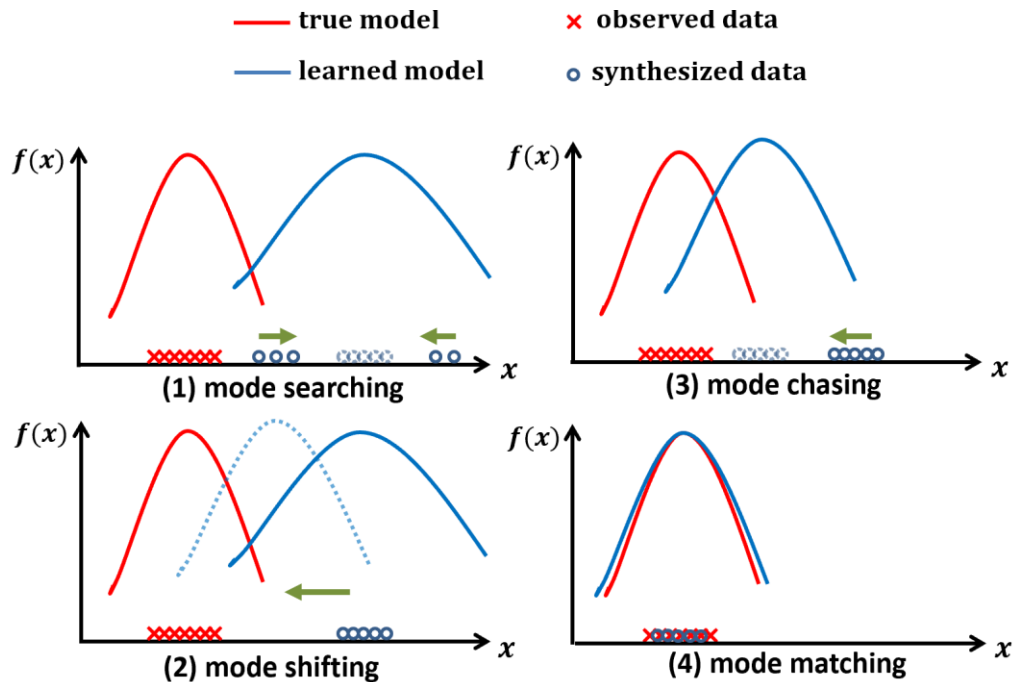 true model
observed data
learned model
synthesized data
f(x)
x
(1) mode searching
f(x)
x
(3) mode chasing
f(x)
x
(2) mode shifting
f(x)
x
(4) mode matching